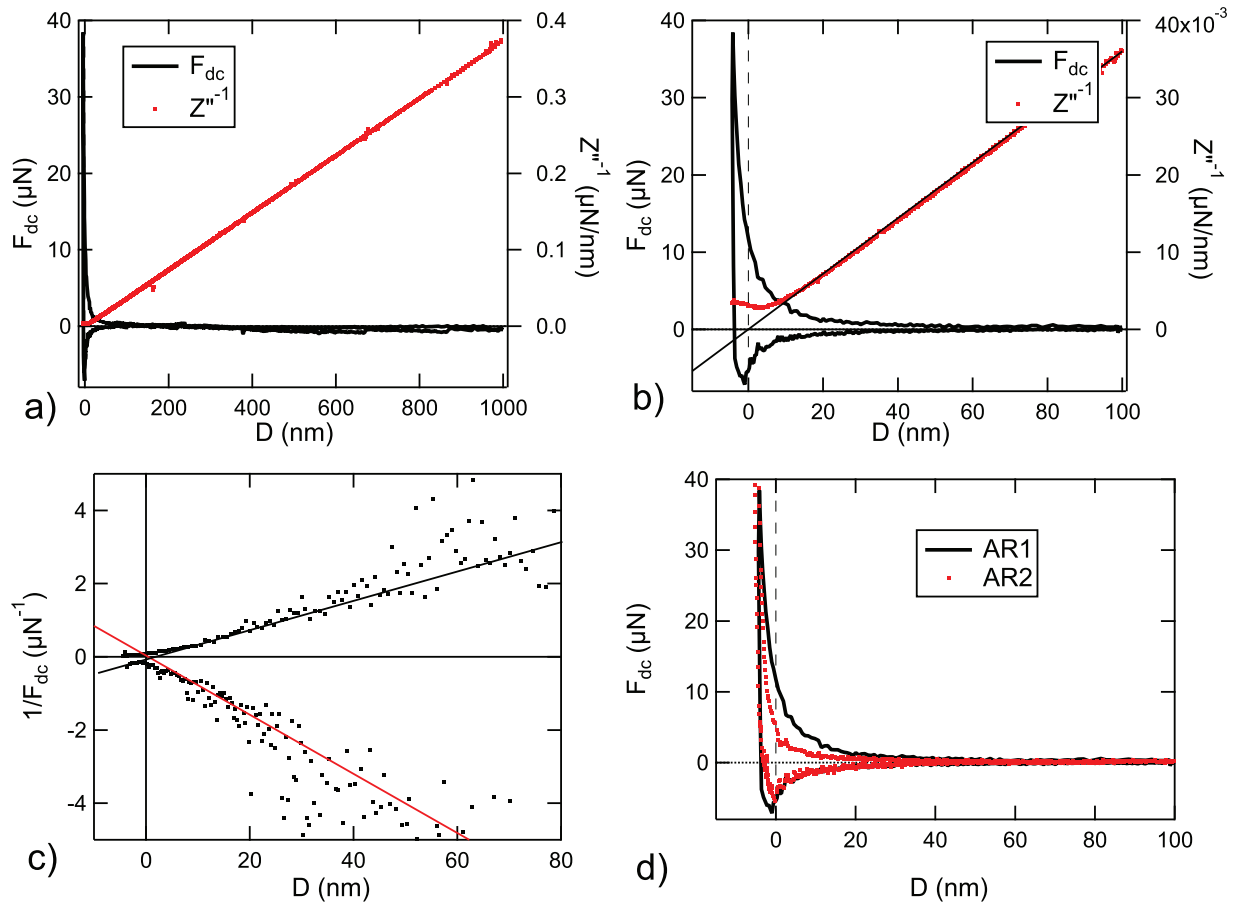 40
30
20
10
0
F_dc (µN)
0.4
0.3
0.2
0.1
0.0
Z''⁻¹ (µN/nm)
F_dc
Z''⁻¹
0 200 400 600 800 1000
D (nm)
a)
40
30
20
10
0
F_dc (µN)
40x10⁻³
30
20
10
0
Z''⁻¹ (µN/nm)
F_dc
Z''⁻¹
0 20 40 60 80 100
D (nm)
b)
4
2
0
-2
-4
1/F_dc (µN⁻¹)
0 20 40 60 80
D (nm)
c)
40
30
20
10
0
F_dc (µN)
AR1
AR2
0 20 40 60 80 100
D (nm)
d)